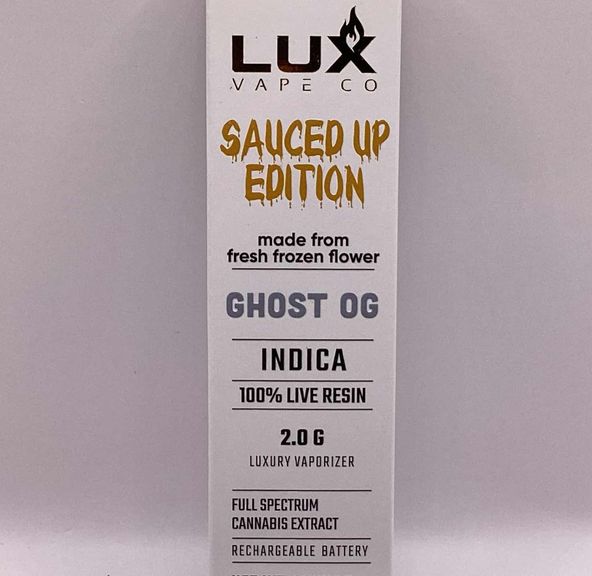 LUX
VAPE CO
SAUCED UP
EDITION
made from
fresh frozen flower
GHOST OG
INDICA
100% LIVE RESIN
2.0 G
LUXURY VAPORIZER
FULL SPECTRUM
CANNABIS EXTRACT
RECHARGEABLE BATTERY